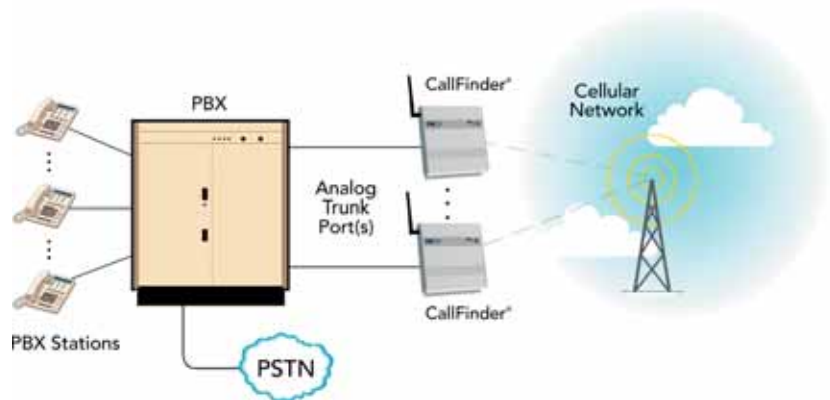 PBX
CallFinder®
Cellular
Network
Analog
Trunk
Port(s)
CallFinder®
PBX Stations
PSTN